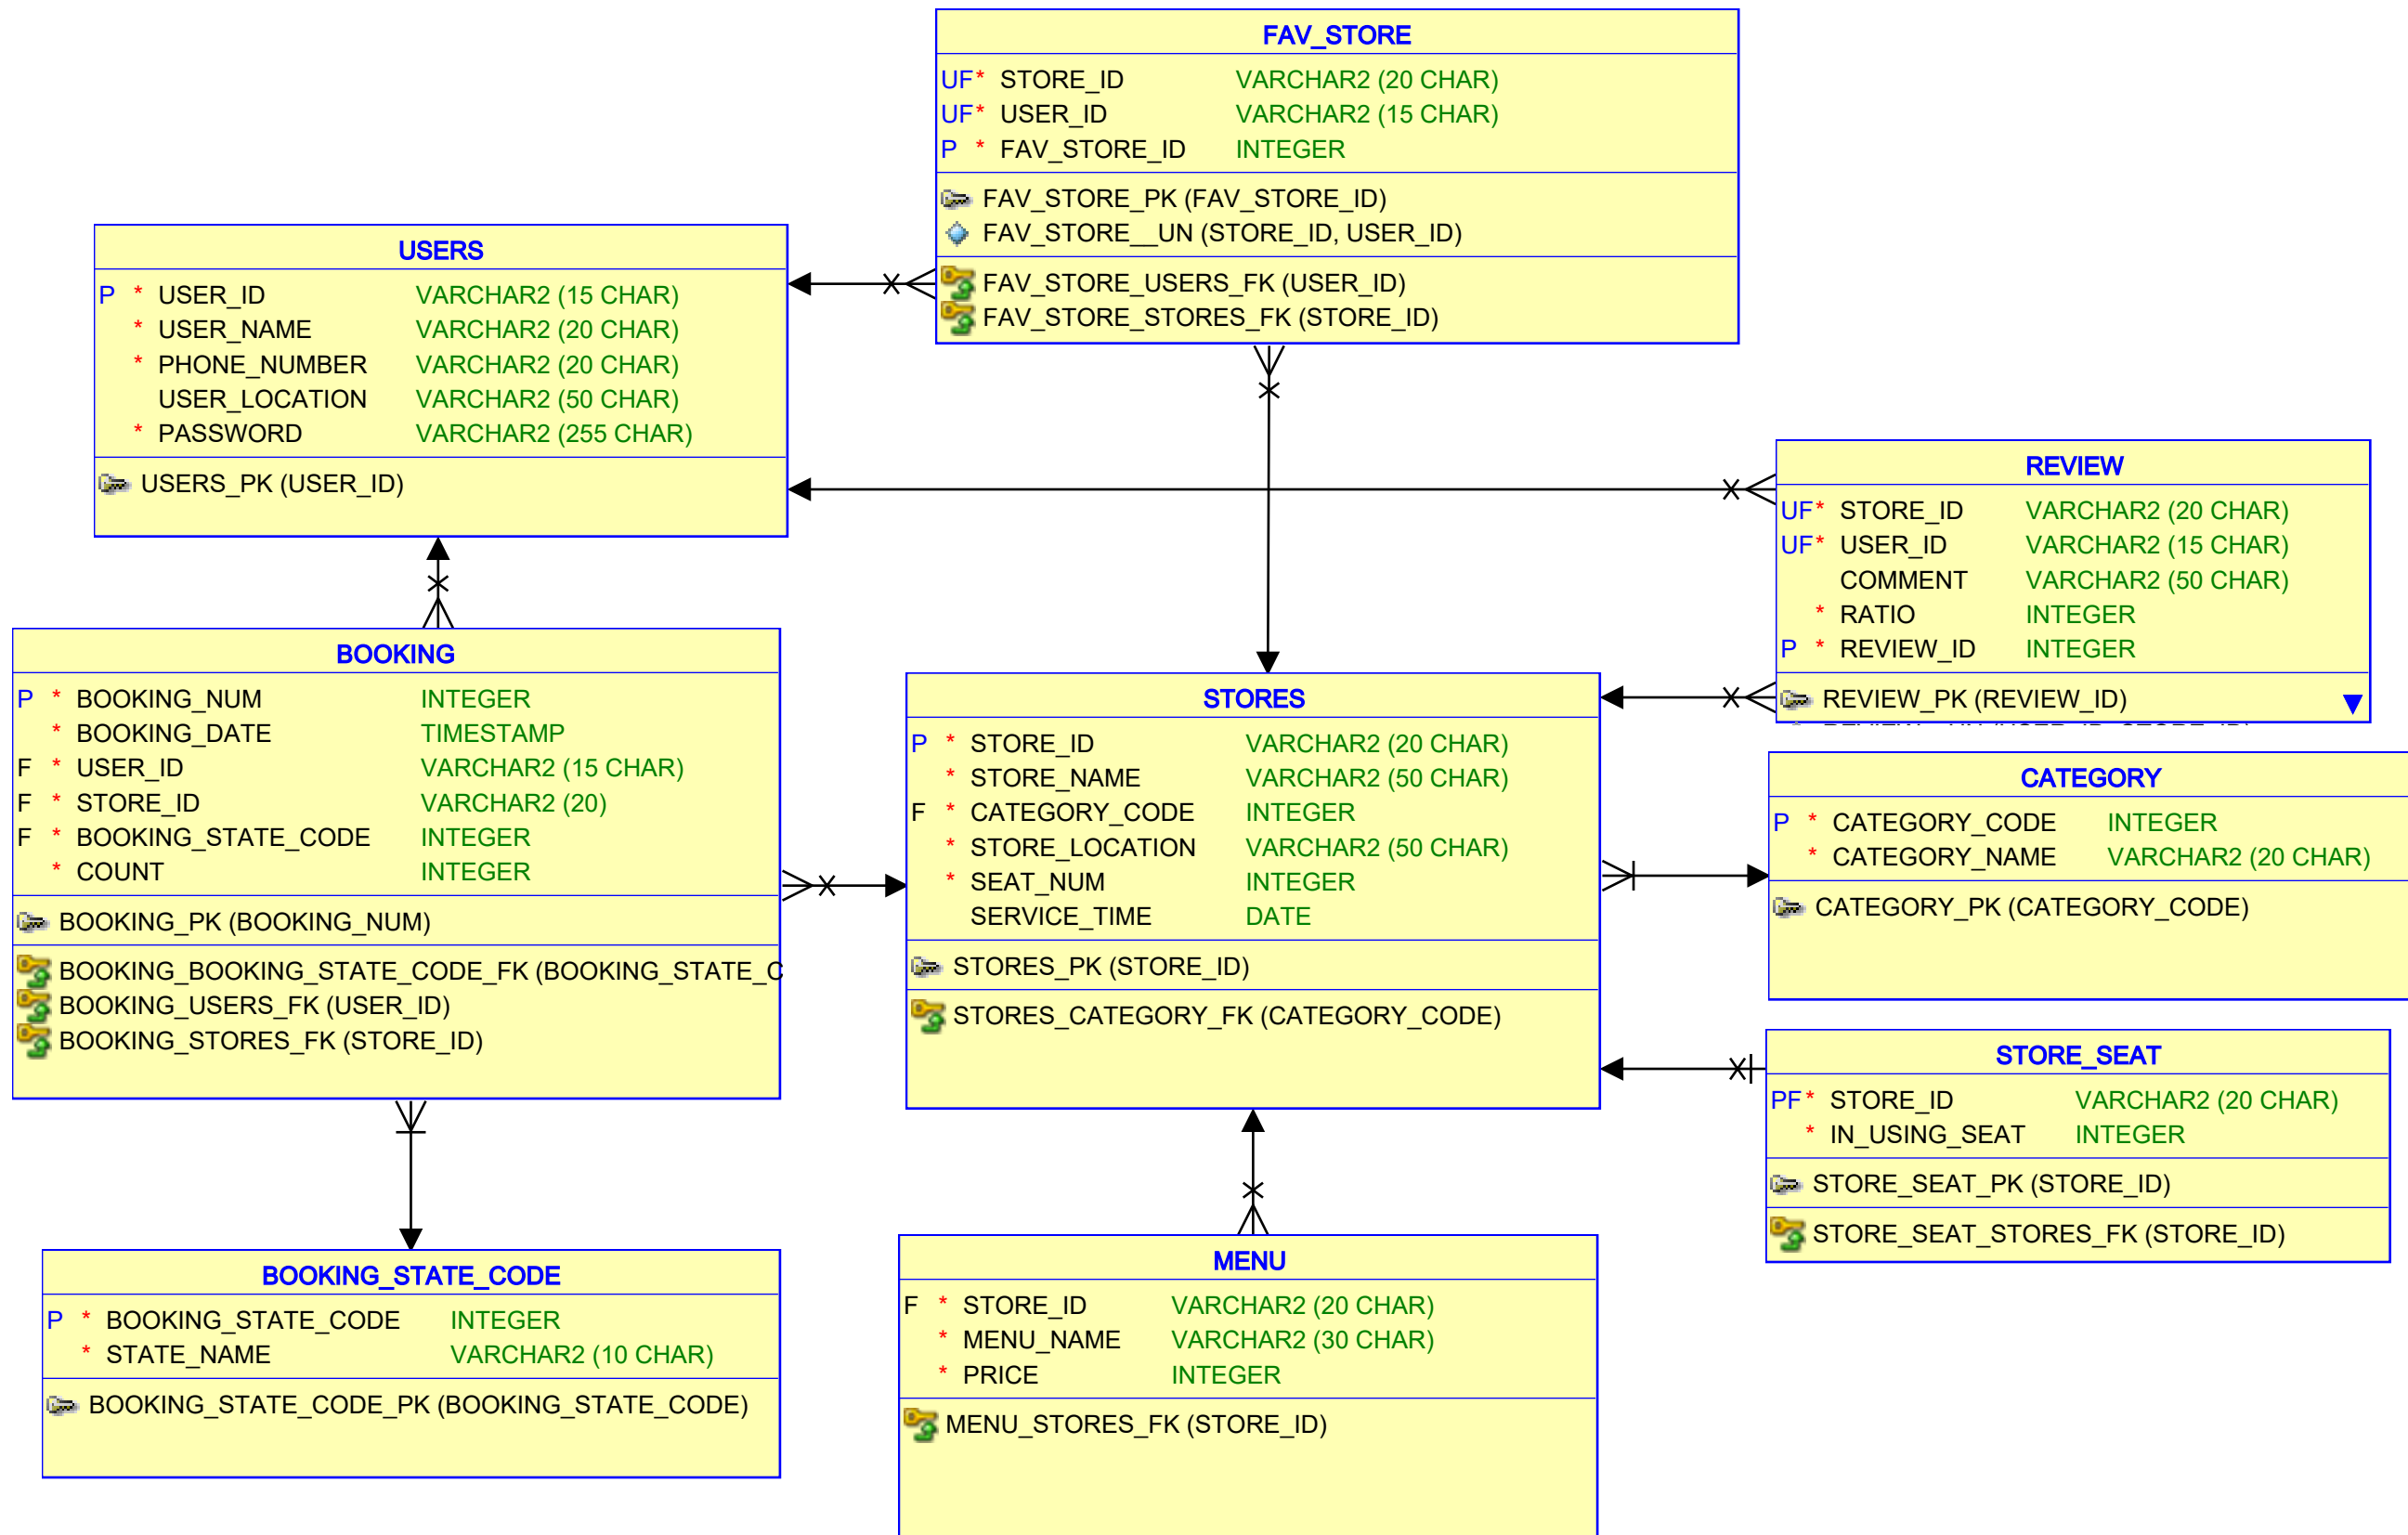 FAV_STORE
UF* STORE_ID VARCHAR2 (20 CHAR)
UF* USER_ID VARCHAR2 (15 CHAR)
P * FAV_STORE_ID INTEGER
FAV_STORE_PK (FAV_STORE_ID)
FAV_STORE__UN (STORE_ID, USER_ID)
FAV_STORE_USERS_FK (USER_ID)
FAV_STORE_STORES_FK (STORE_ID)
USERS
P * USER_ID VARCHAR2 (15 CHAR)
* USER_NAME VARCHAR2 (20 CHAR)
* PHONE_NUMBER VARCHAR2 (20 CHAR)
USER_LOCATION VARCHAR2 (50 CHAR)
* PASSWORD VARCHAR2 (255 CHAR)
USERS_PK (USER_ID)
REVIEW
UF* STORE_ID VARCHAR2 (20 CHAR)
UF* USER_ID VARCHAR2 (15 CHAR)
COMMENT VARCHAR2 (50 CHAR)
* RATIO INTEGER
P * REVIEW_ID INTEGER
REVIEW_PK (REVIEW_ID)
BOOKING
P * BOOKING_NUM INTEGER
* BOOKING_DATE TIMESTAMP
F * USER_ID VARCHAR2 (15 CHAR)
F * STORE_ID VARCHAR2 (20)
F * BOOKING_STATE_CODE INTEGER
* COUNT INTEGER
BOOKING_PK (BOOKING_NUM)
BOOKING_BOOKING_STATE_CODE_FK (BOOKING_STATE_C
BOOKING_USERS_FK (USER_ID)
BOOKING_STORES_FK (STORE_ID)
STORES
P * STORE_ID VARCHAR2 (20 CHAR)
* STORE_NAME VARCHAR2 (50 CHAR)
F * CATEGORY_CODE INTEGER
* STORE_LOCATION VARCHAR2 (50 CHAR)
* SEAT_NUM INTEGER
SERVICE_TIME DATE
STORES_PK (STORE_ID)
STORES_CATEGORY_FK (CATEGORY_CODE)
CATEGORY
P * CATEGORY_CODE INTEGER
* CATEGORY_NAME VARCHAR2 (20 CHAR)
CATEGORY_PK (CATEGORY_CODE)
STORE_SEAT
PF* STORE_ID VARCHAR2 (20 CHAR)
* IN_USING_SEAT INTEGER
STORE_SEAT_PK (STORE_ID)
STORE_SEAT_STORES_FK (STORE_ID)
BOOKING_STATE_CODE
P * BOOKING_STATE_CODE INTEGER
* STATE_NAME VARCHAR2 (10 CHAR)
BOOKING_STATE_CODE_PK (BOOKING_STATE_CODE)
MENU
F * STORE_ID VARCHAR2 (20 CHAR)
* MENU_NAME VARCHAR2 (30 CHAR)
* PRICE INTEGER
MENU_STORES_FK (STORE_ID)